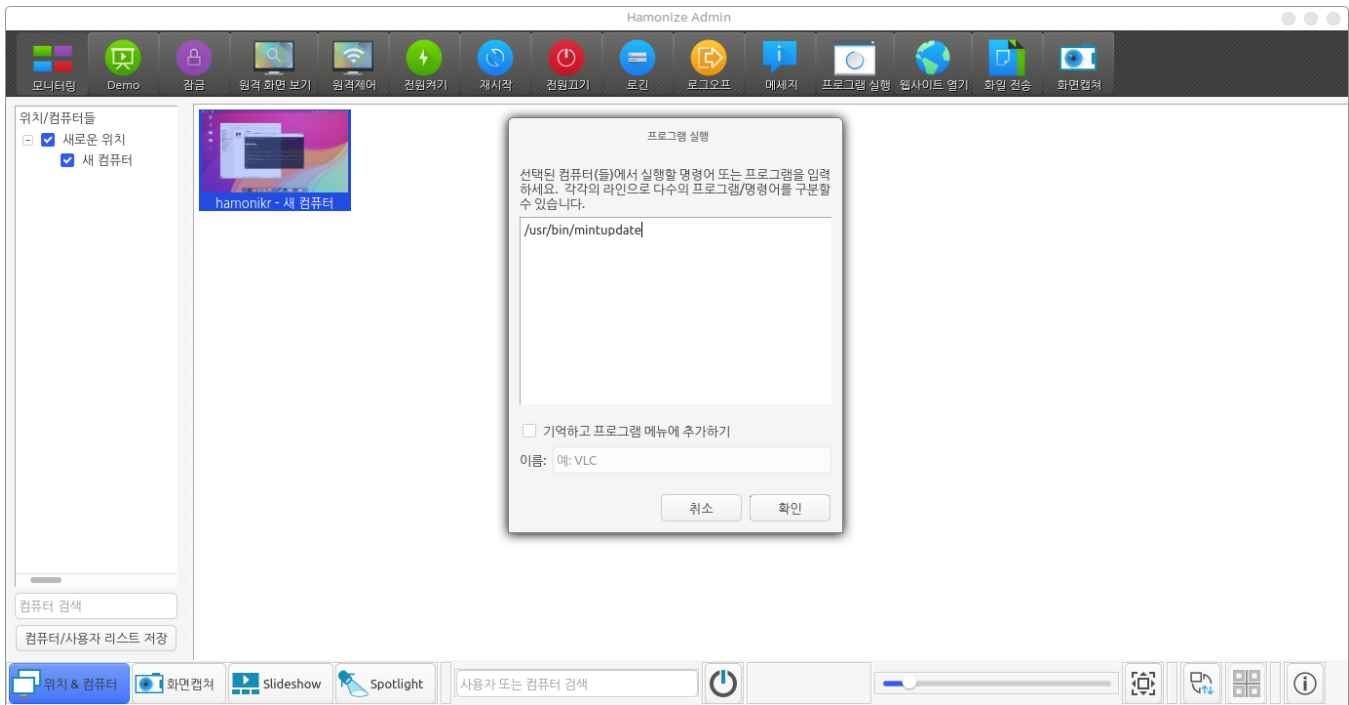 Hamonize Admin
모니터링
Demo
잠금
원격 화면 보기
원격제어
전원켜기
재시작
전원끄기
로긴
로그오프
메세지
프로그램 실행
웹사이트 열기
화일 전송
화면캡쳐
위치/컴퓨터들
새로운 위치
새 컴퓨터
hamonikr - 새 컴퓨터
프로그램 실행
선택된 컴퓨터(들)에서 실행할 명령어 또는 프로그램을 입력
하세요. 각각의 라인으로 다수의 프로그램/명령어를 구분할
수 있습니다.
/usr/bin/mintupdate
기억하고 프로그램 메뉴에 추가하기
이름: 예: VLC
취소
확인
컴퓨터 검색
컴퓨터/사용자 리스트 저장
위치 & 컴퓨터
화면캡쳐
Slideshow
Spotlight
사용자 또는 컴퓨터 검색